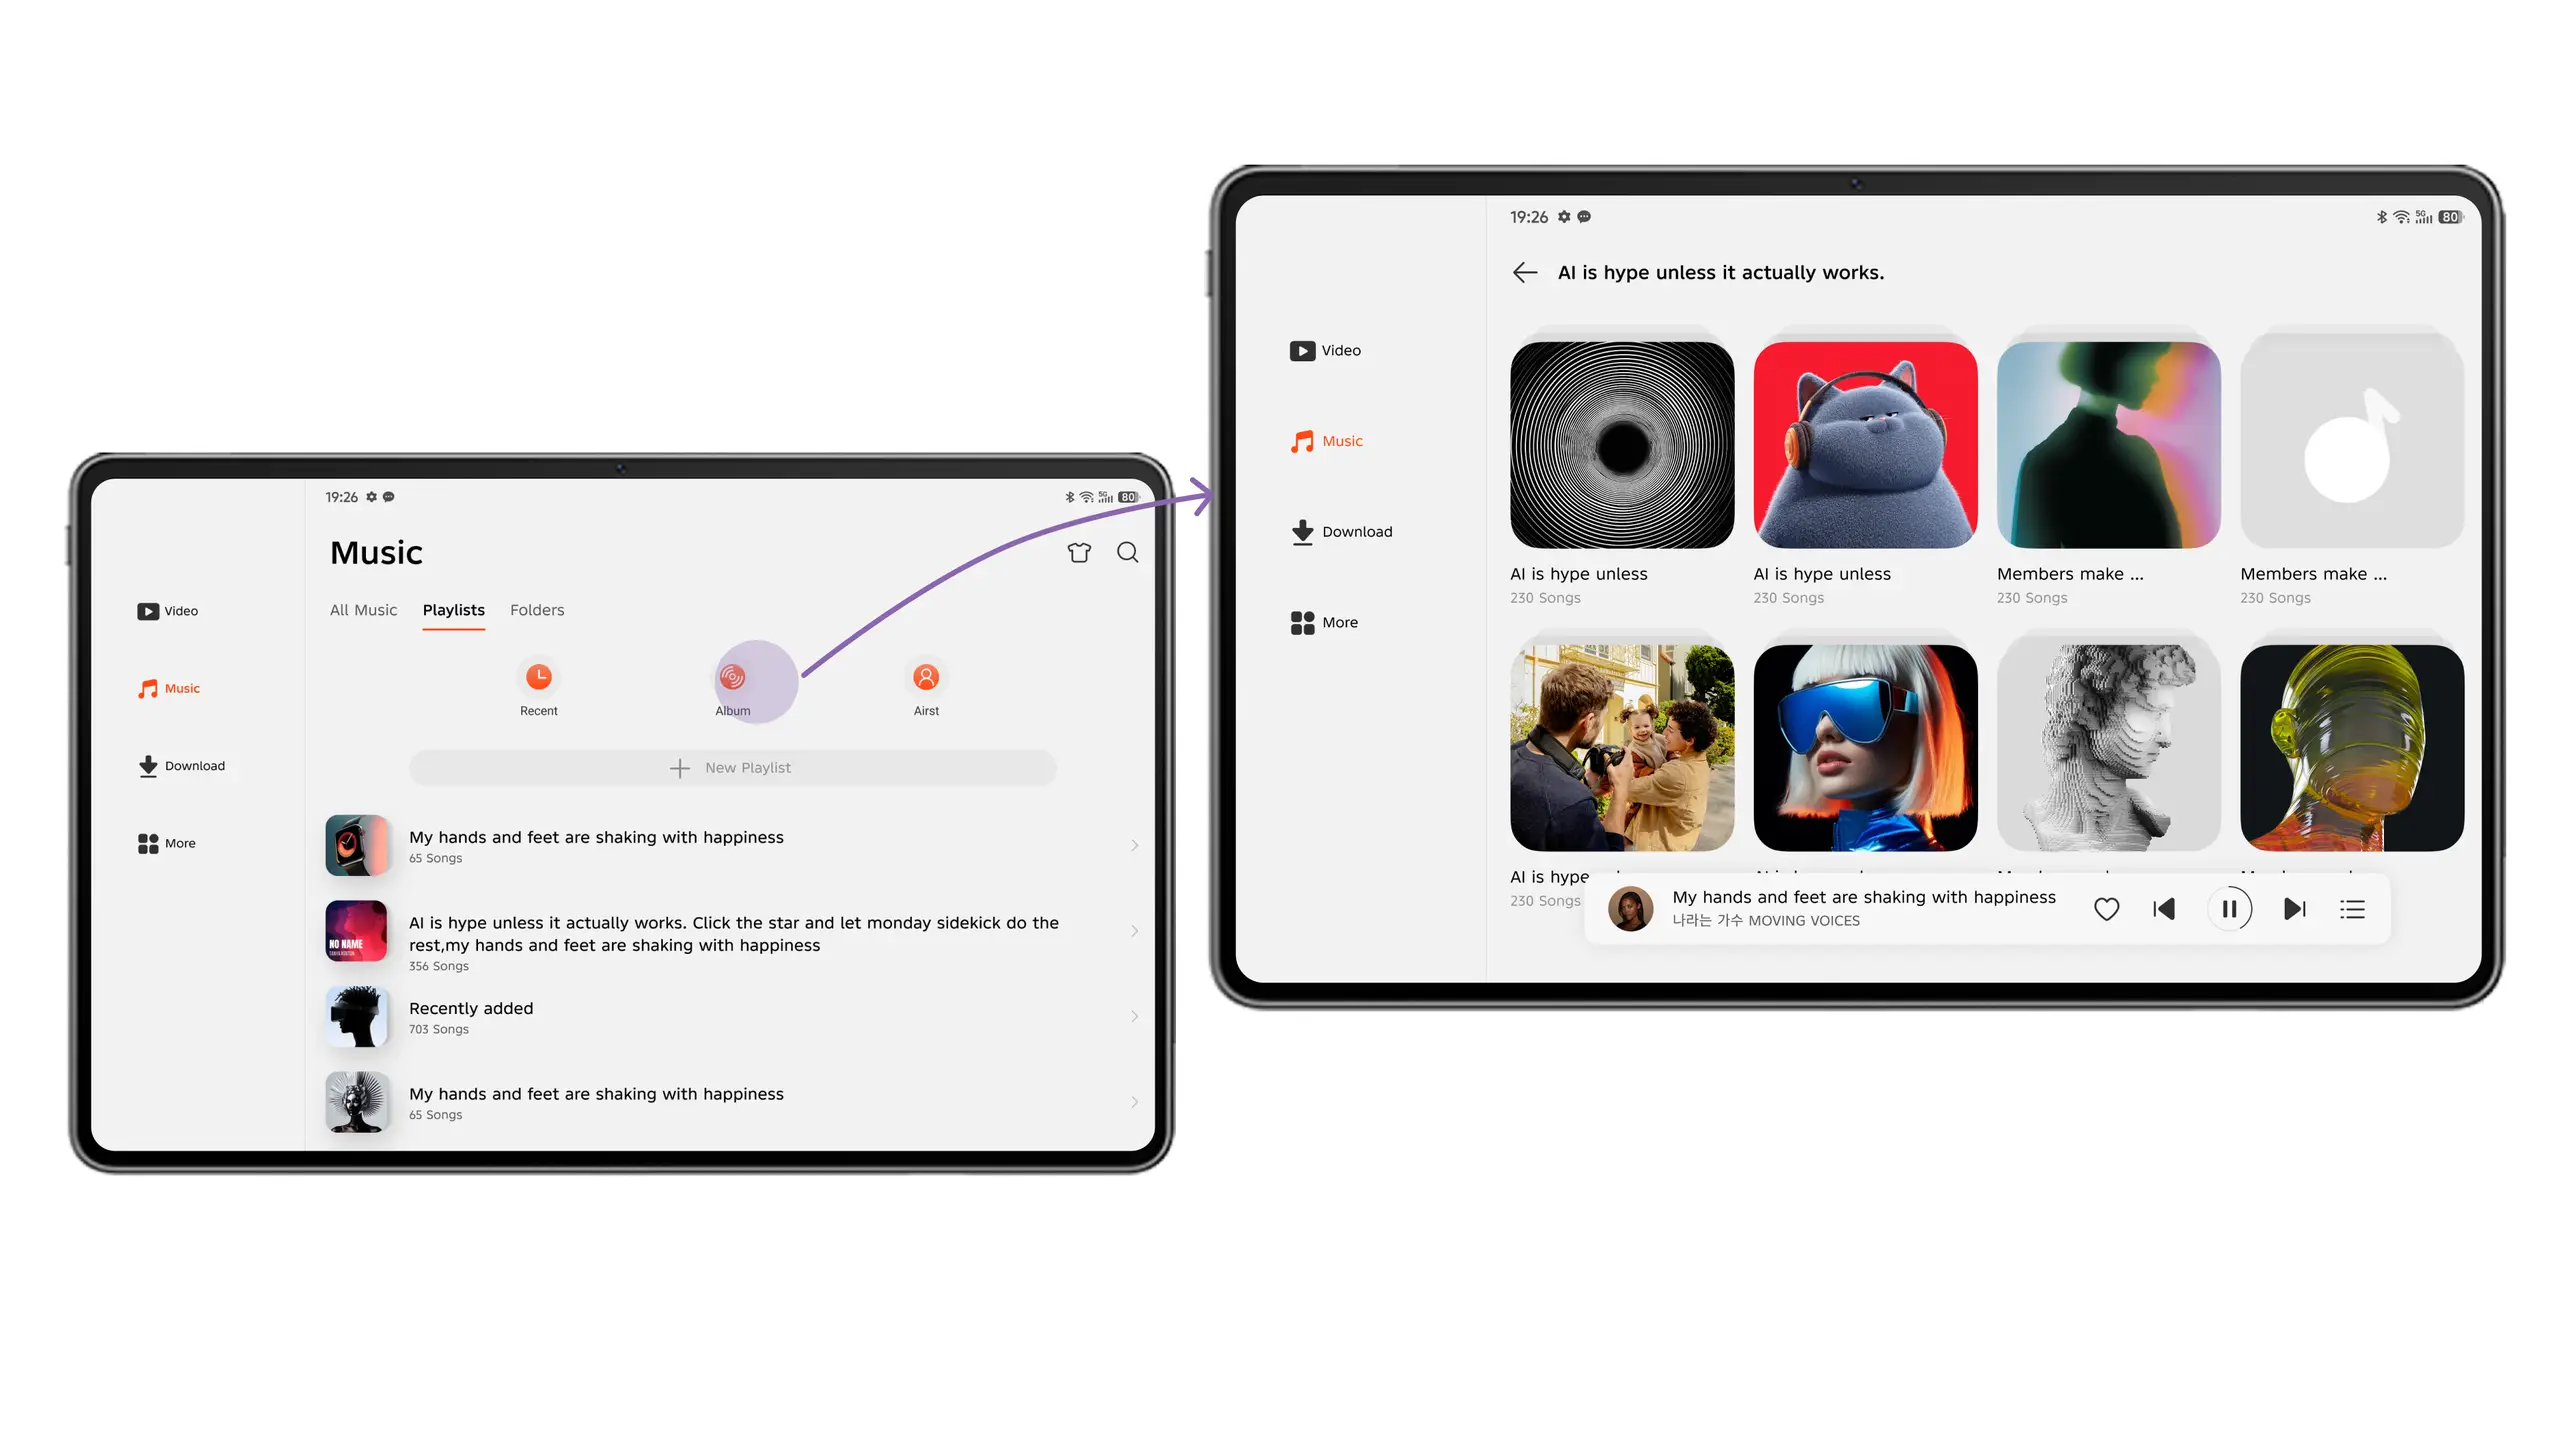 19:26
5G
80
Music
All Music Playlists Folders
Video
Music
Download
More
Recent
Album
Airst
New Playlist
My hands and feet are shaking with happiness
65 Songs
NO NAME
AI is hype unless it actually works. Click the star and let monday sidekick do the
rest,my hands and feet are shaking with happiness
356 Songs
Recently added
703 Songs
My hands and feet are shaking with happiness
65 Songs
19:26
5G
80
AI is hype unless it actually works.
Video
Music
Download
More
AI is hype unless
230 Songs
AI is hype unless
230 Songs
Members make ...
230 Songs
Members make ...
230 Songs
AI is hype
230 Songs
My hands and feet are shaking with happiness
나라는 가수 MOVING VOICES